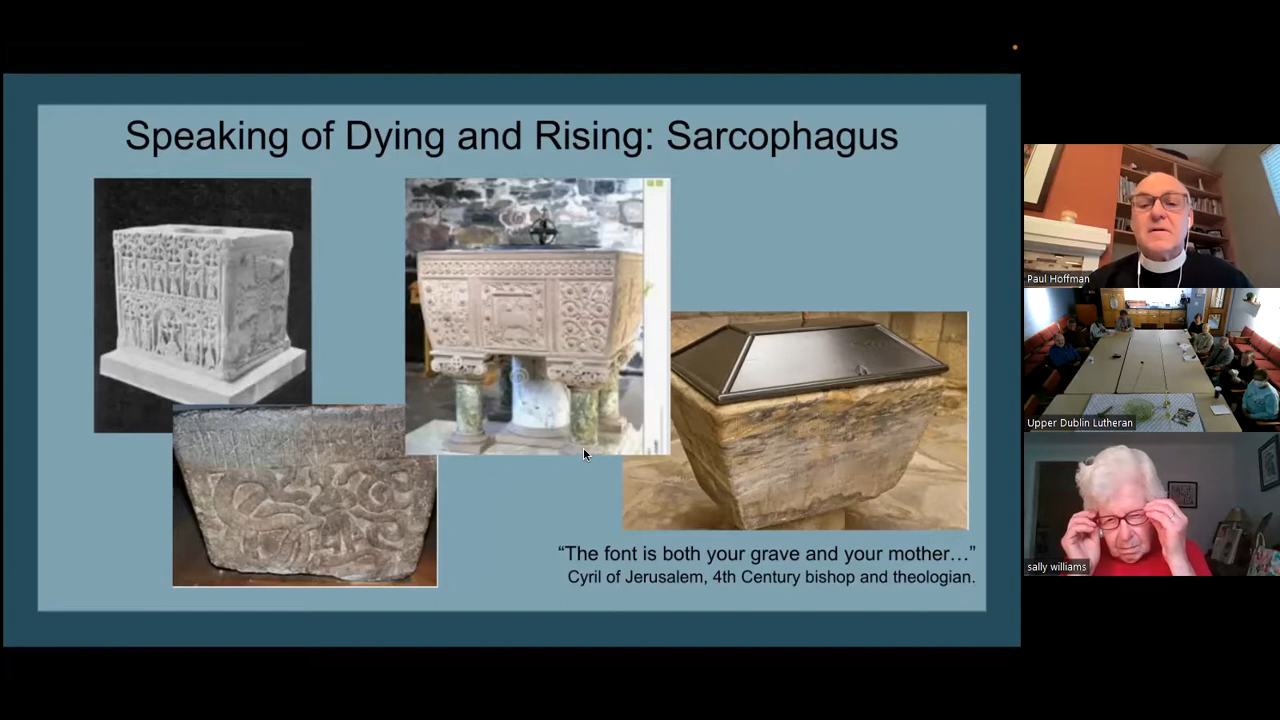 Speaking of Dying and Rising: Sarcophagus
“The font is both your grave and your mother…”
Cyril of Jerusalem, 4th Century bishop and theologian.
Paul Hoffman
Upper Dublin Lutheran
sally williams